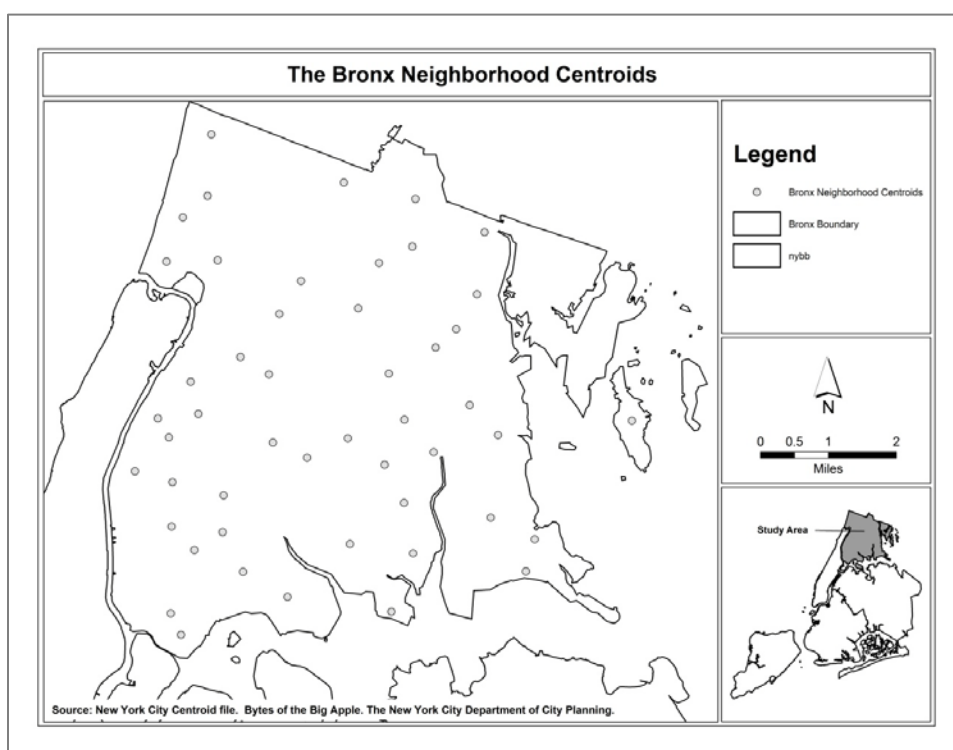 The Bronx Neighborhood Centroids
Legend
Bronx Neighborhood Centroids
Bronx Boundary
nybb
N
0 0.5 1 2
Miles
Study Area
Source: New York City Centroid file. Bytes of the Big Apple. The New York City Department of City Planning.